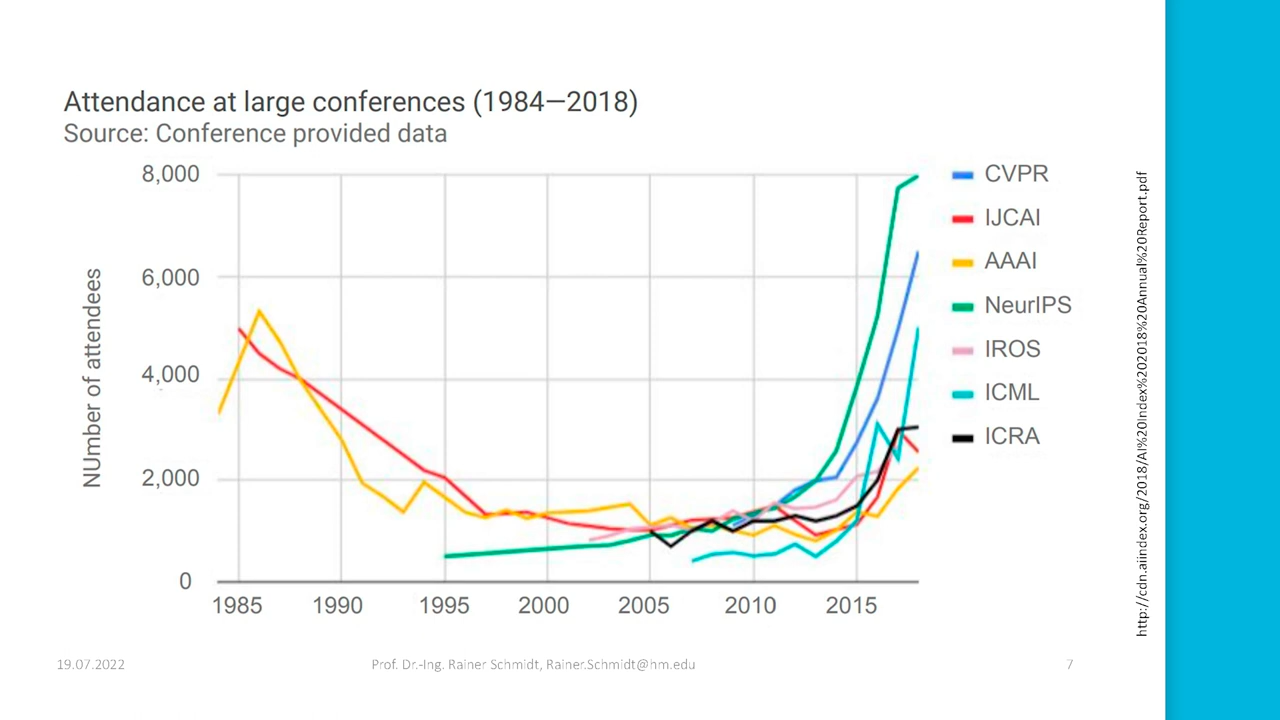 Attendance at large conferences (1984—2018)
Source: Conference provided data
NUmber of attendees
8,000
6,000
4,000
2,000
0
1985 1990 1995 2000 2005 2010 2015
CVPR
IJCAI
AAAI
NeurIPS
IROS
ICML
ICRA
http://cdn.aiindex.org/2018/AI%20Index%202018%20Annual%20Report.pdf
19.07.2022 Prof. Dr.-Ing. Rainer Schmidt, Rainer.Schmidt@hm.edu 7